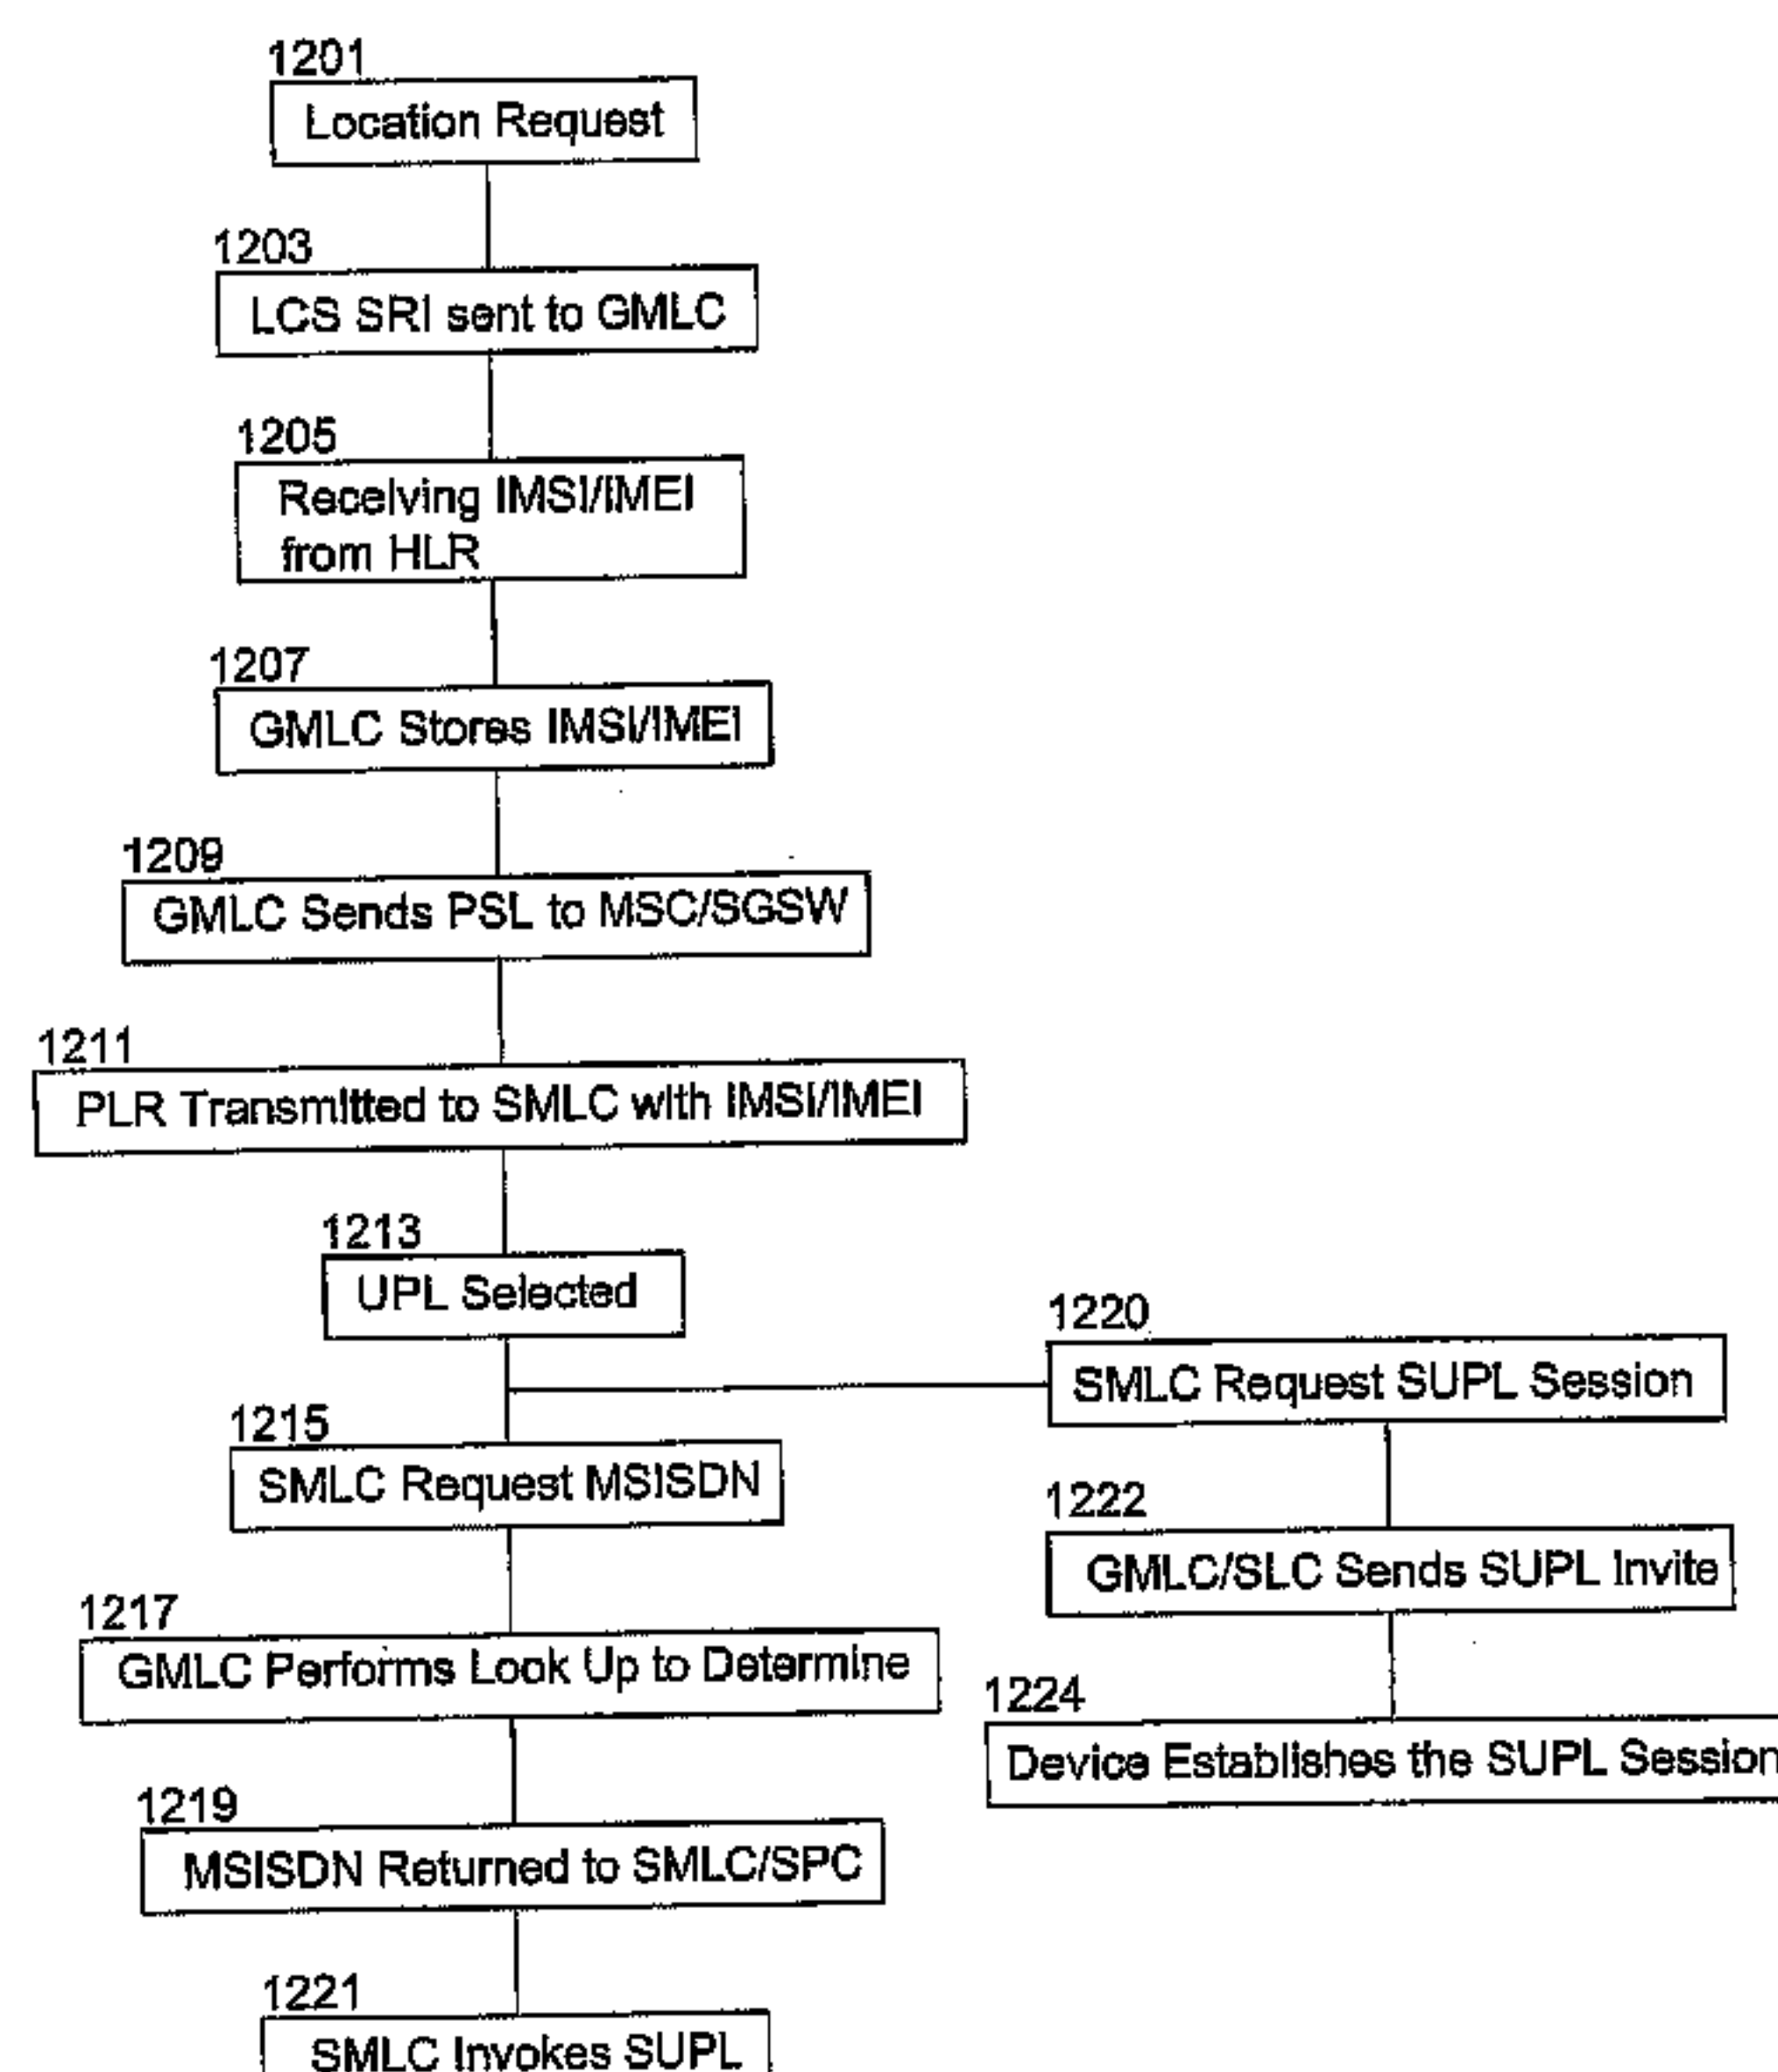 1201
Location Request
1203
LCS SRI sent to GMLC
1205
Receiving IMSI/IMEI
from HLR
1207
GMLC Stores IMSI/IMEI
1209
GMLC Sends PSL to MSC/SGSW
1211
PLR Transmitted to SMLC with IMSI/IMEI
1213
UPL Selected
1215
SMLC Request MSISDN
1217
GMLC Performs Look Up to Determine
1219
MSISDN Returned to SMLC/SPC
1221
SMLC Invokes SUPL
1220
SMLC Request SUPL Session
1222
GMLC/SLC Sends SUPL Invite
1224
Device Establishes the SUPL Session